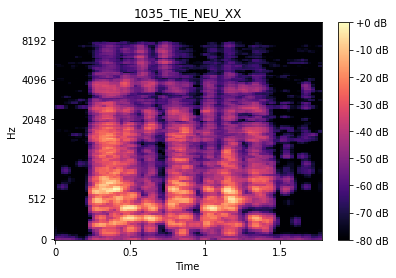 1035_TIE_NEU_XX
+0 dB
8192
-10 dB
4096
-20 dB
-30 dB
2048
Hz
-40 dB
1024
-50 dB
512
-60 dB
-70 dB
0
-80 dB
0
0.5
1
1.5
Time